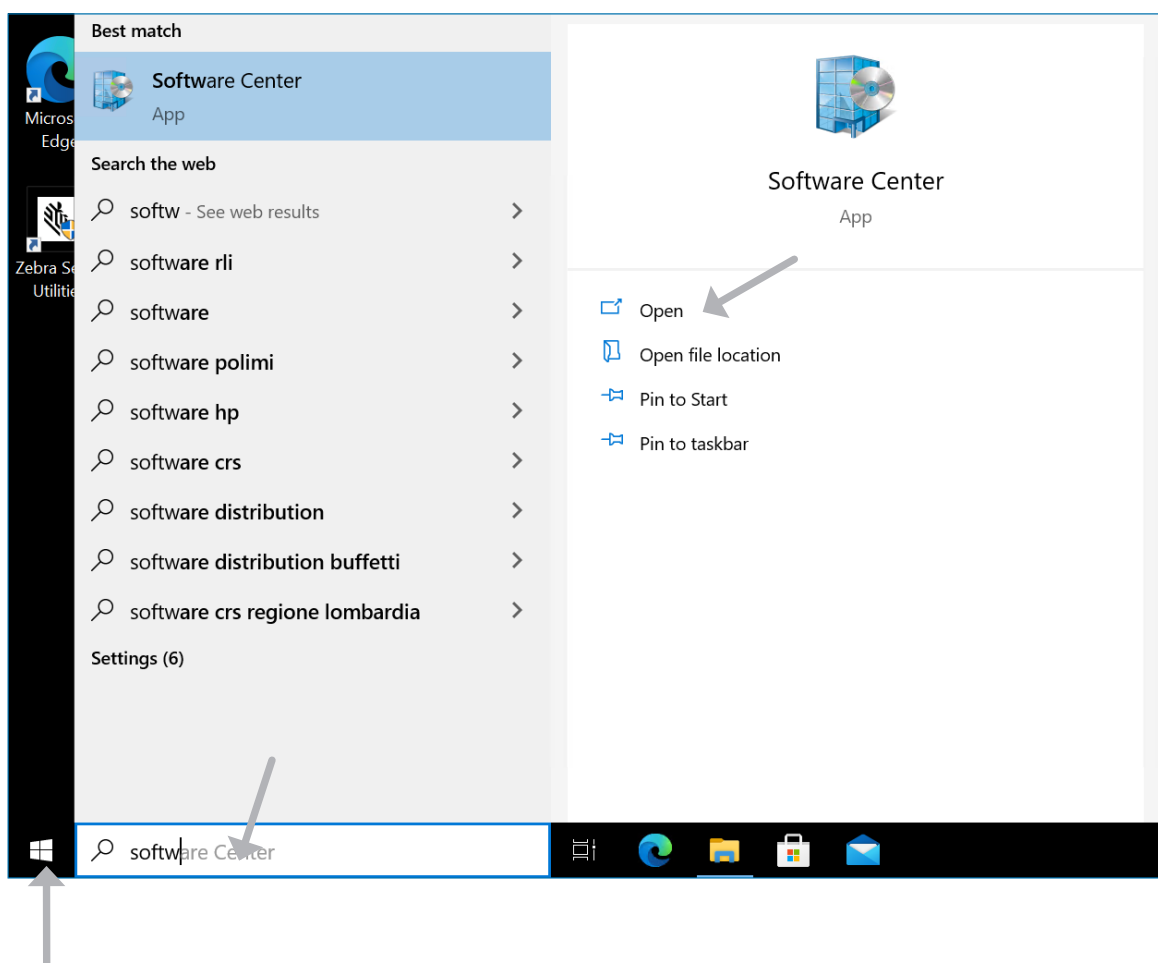 Best match
Software Center
App
Search the web
softw - See web results
software rli
software
software polimi
software hp
software crs
software distribution
software distribution buffetti
software crs regione lombardia
Settings (6)
software Center
Software Center
App
Open
Open file location
Pin to Start
Pin to taskbar
Micros
Edge
Zebra Se
Utilitie